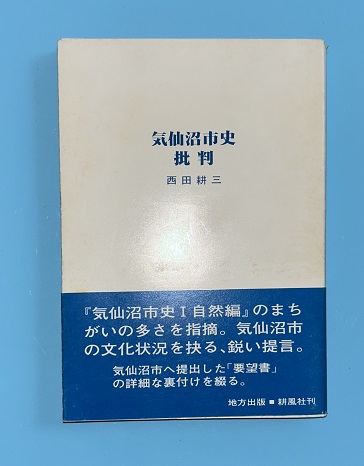 気仙沼市史
批判
西田耕三
『気仙沼市史Ⅰ自然編』のまち
がいの多さを指摘。気仙沼市
の文化状況を抉る、鋭い提言。
気仙沼市へ提出した「要望書」
の詳細な裏付けを綴る。
地方出版■耕風社刊